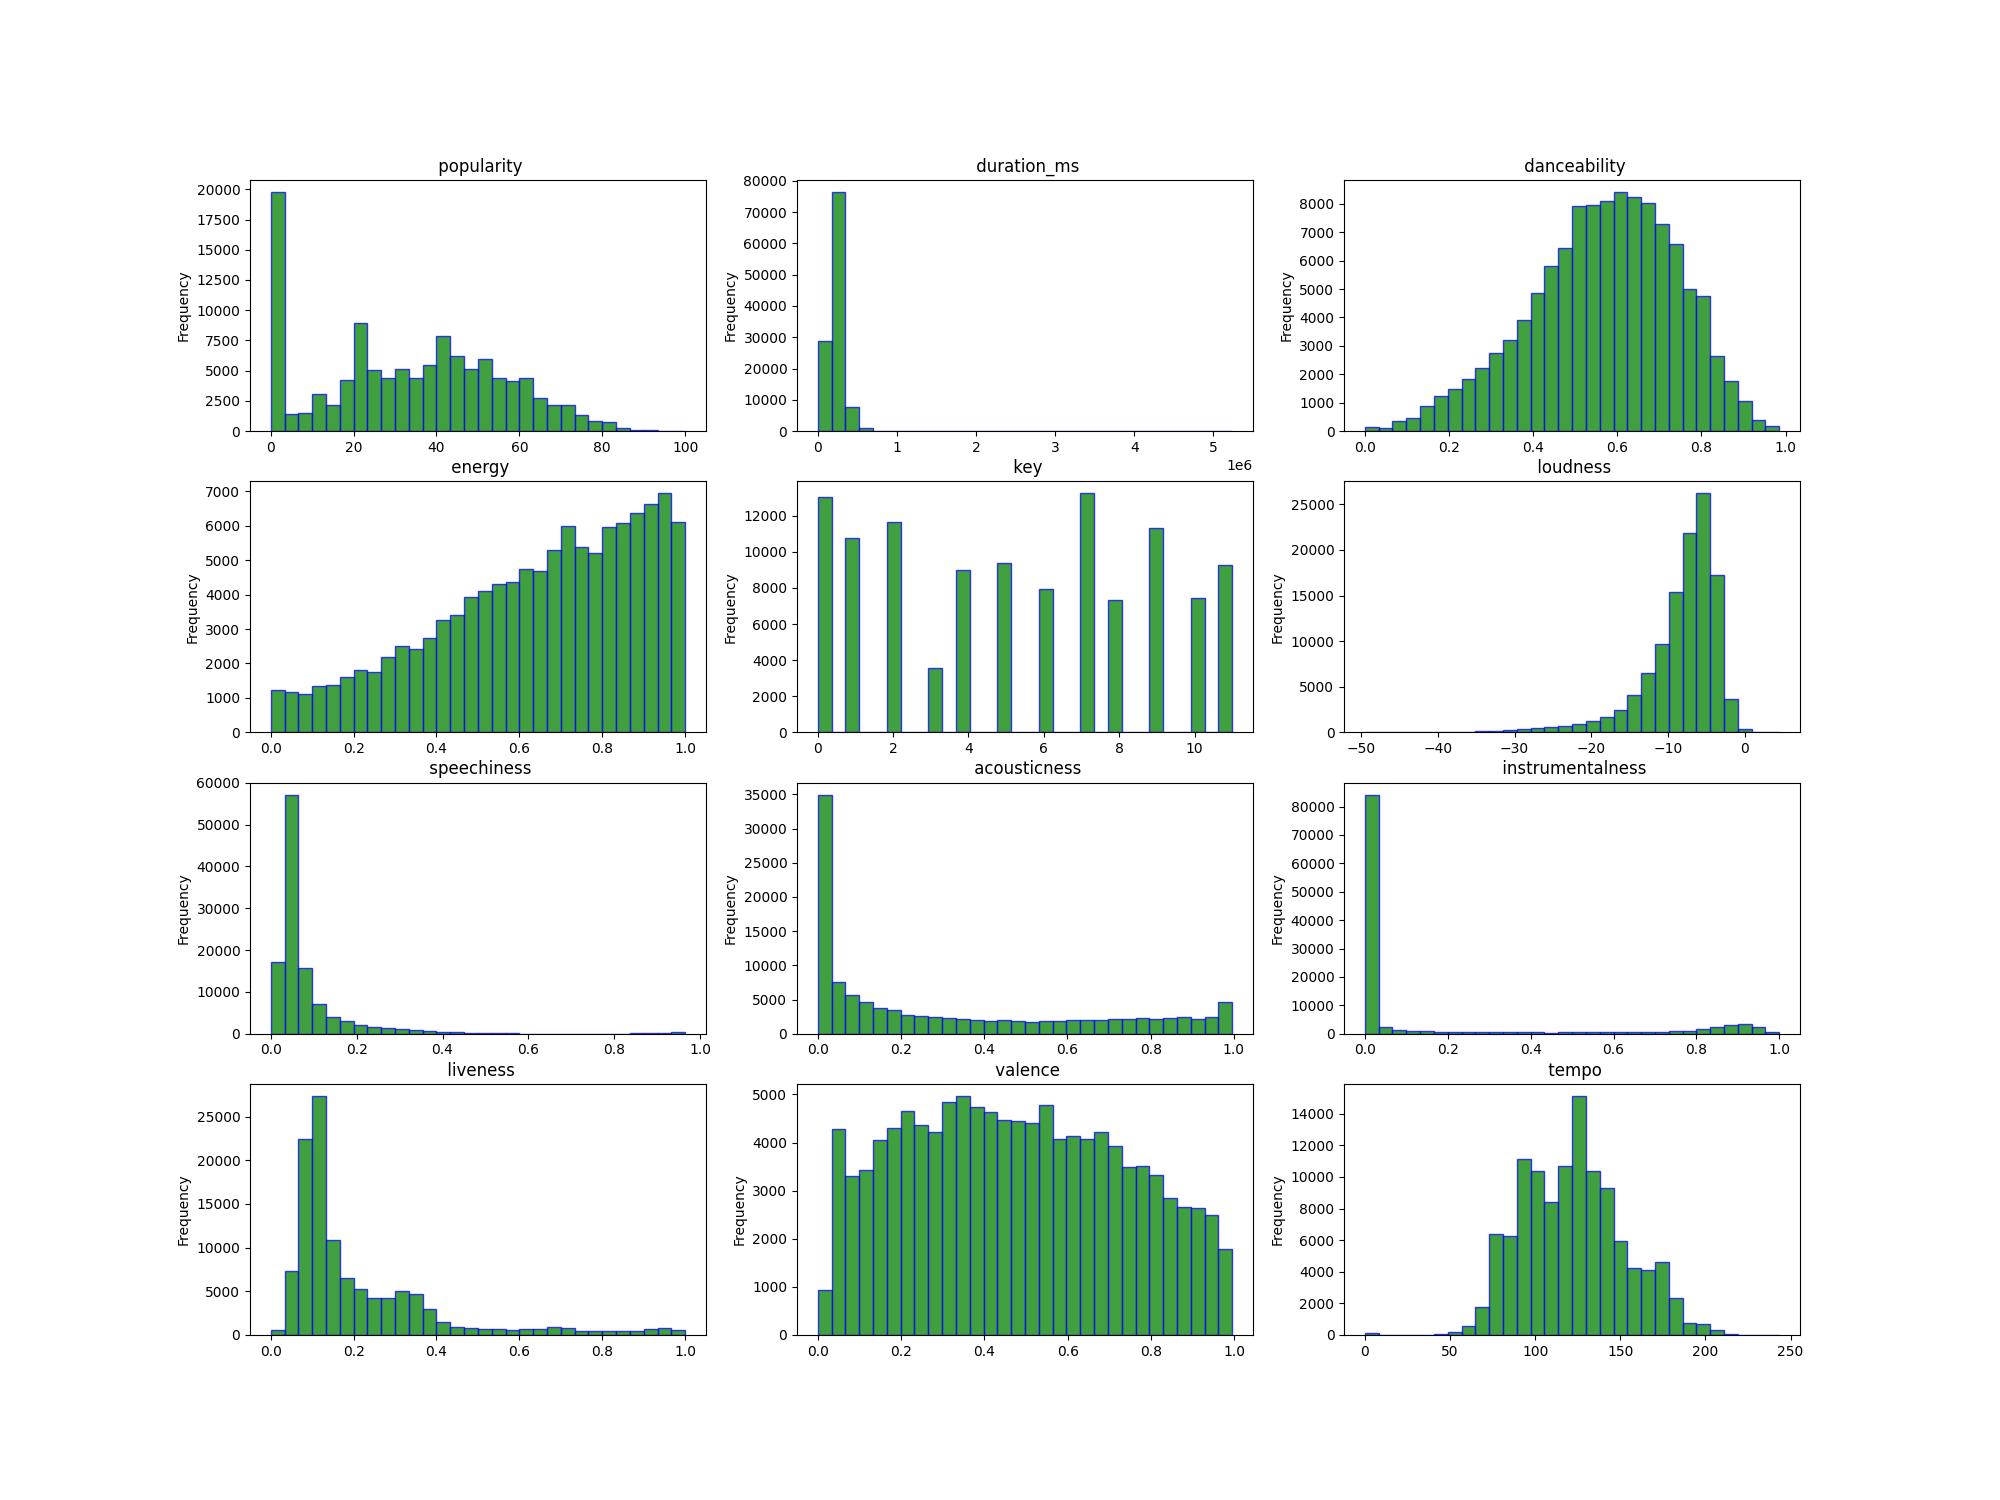 popularity
Frequency
20000
17500
15000
12500
10000
7500
5000
2500
0
0 20 40 60 80 100
duration_ms
Frequency
80000
70000
60000
50000
40000
30000
20000
10000
0
0 1 2 3 4 5
1e6
danceability
Frequency
8000
7000
6000
5000
4000
3000
2000
1000
0
0.0 0.2 0.4 0.6 0.8 1.0
energy
Frequency
7000
6000
5000
4000
3000
2000
1000
0
0.0 0.2 0.4 0.6 0.8 1.0
key
Frequency
12000
10000
8000
6000
4000
2000
0
0 2 4 6 8 10
loudness
Frequency
25000
20000
15000
10000
5000
0
−50 −40 −30 −20 −10 0
speechiness
Frequency
60000
50000
40000
30000
20000
10000
0
0.0 0.2 0.4 0.6 0.8 1.0
acousticness
Frequency
35000
30000
25000
20000
15000
10000
5000
0
0.0 0.2 0.4 0.6 0.8 1.0
instrumentalness
Frequency
80000
70000
60000
50000
40000
30000
20000
10000
0
0.0 0.2 0.4 0.6 0.8 1.0
liveness
Frequency
25000
20000
15000
10000
5000
0
0.0 0.2 0.4 0.6 0.8 1.0
valence
Frequency
5000
4000
3000
2000
1000
0
0.0 0.2 0.4 0.6 0.8 1.0
tempo
Frequency
14000
12000
10000
8000
6000
4000
2000
0
0 50 100 150 200 250